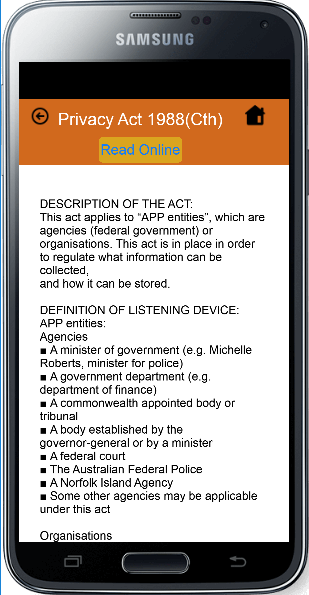 SAMSUNG
Privacy Act 1988(Cth)
Read Online
DESCRIPTION OF THE ACT:
This act applies to “APP entities”, which are
agencies (federal government) or
organisations. This act is in place in order
to regulate what information can be
collected,
and how it can be stored.
DEFINITION OF LISTENING DEVICE:
APP entities:
Agencies
■ A minister of government (e.g. Michelle
Roberts, minister for police)
■ A government department (e.g.
department of finance)
■ A commonwealth appointed body or
tribunal
■ A body established by the
governor-general or by a minister
■ A federal court
■ The Australian Federal Police
■ A Norfolk Island Agency
■ Some other agencies may be applicable
under this act
Organisations